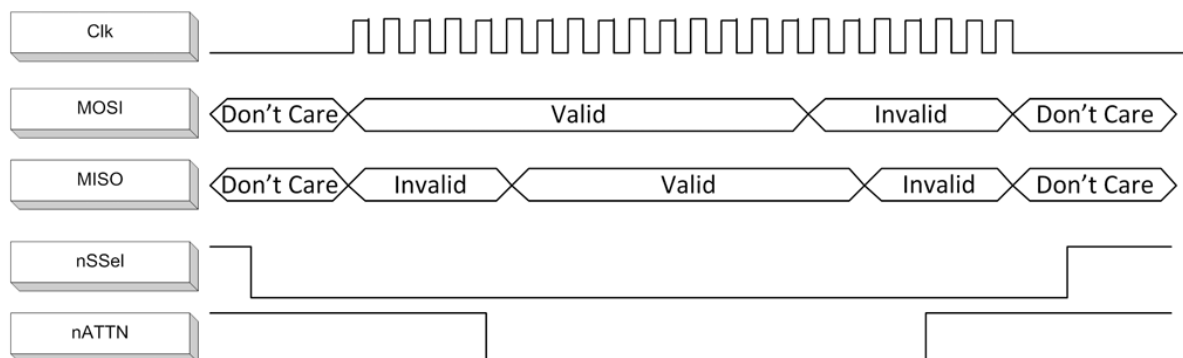 Clk
MOSI
Don't Care Valid Invalid Don't Care
MISO
Don't Care Invalid Valid Invalid Don't Care
nSSel
nATTN